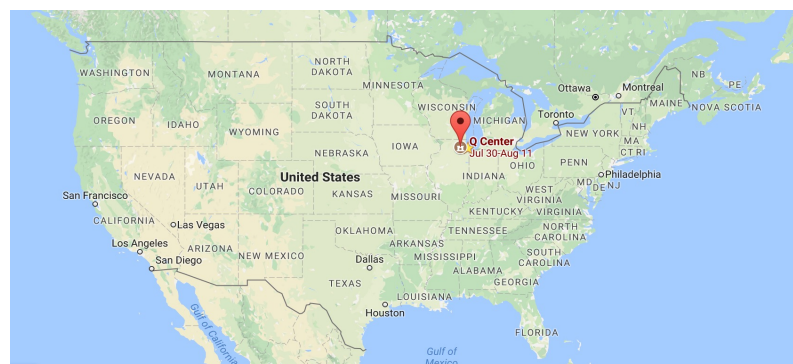 WASHINGTON
MONTANA
NORTH
DAKOTA
MINNESOTA
Ottawa
Montreal
NB
PE
MAINE
NOVA SCOTIA
OREGON
IDAHO
WYOMING
SOUTH
DAKOTA
WISCONSIN
MICHIGAN
Toronto
VT
NH
NEW YORK
MA
CT RI
Q Center
Jul 30-Aug 11
IOWA
NEBRASKA
NEVADA
UTAH
COLORADO
United States
KANSAS
MISSOURI
INDIANA
OHIO
PENN
Philadelphia
MD
DE
NJ
WEST
VIRGINIA
VIRGINIA
KENTUCKY
San Francisco
CALIFORNIA
Las Vegas
Los Angeles
San Diego
ARIZONA
NEW MEXICO
OKLAHOMA
ARKANSAS
TENNESSEE
NORTH
CAROLINA
SOUTH
CAROLINA
MISSISSIPPI
ALABAMA
GEORGIA
Dallas
TEXAS
LOUISIANA
Houston
FLORIDA
Gulf of
Mexico
Gulf of California